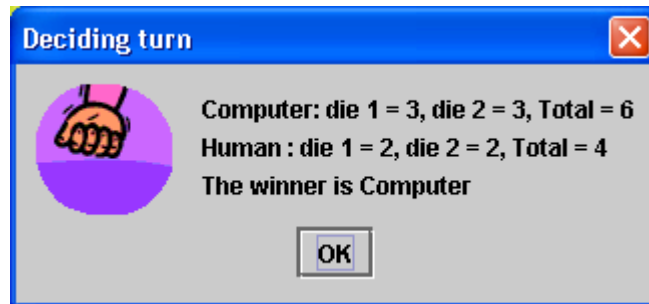 Deciding turn
Computer: die 1 = 3, die 2 = 3, Total = 6
Human : die 1 = 2, die 2 = 2, Total = 4
The winner is Computer
OK